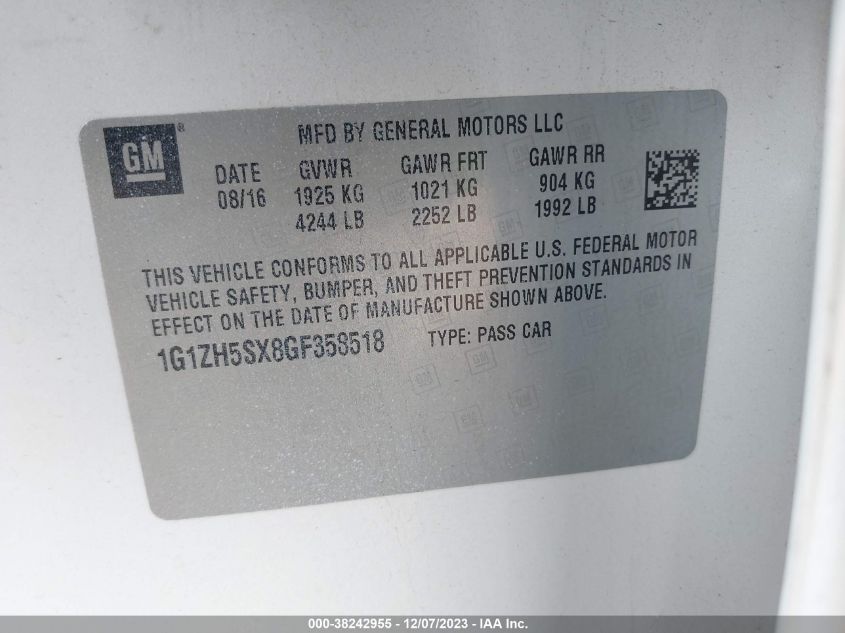 GM
MFD BY GENERAL MOTORS LLC
DATE GVWR GAWR FRT GAWR RR
08/16 1925 KG 1021 KG 904 KG
4244 LB 2252 LB 1992 LB
THIS VEHICLE CONFORMS TO ALL APPLICABLE U.S. FEDERAL MOTOR
VEHICLE SAFETY, BUMPER, AND THEFT PREVENTION STANDARDS IN
EFFECT ON THE DATE OF MANUFACTURE SHOWN ABOVE.
1G1ZH5SX8GF358518 TYPE: PASS CAR
000-38242955 - 12/07/2023 - IAA Inc.